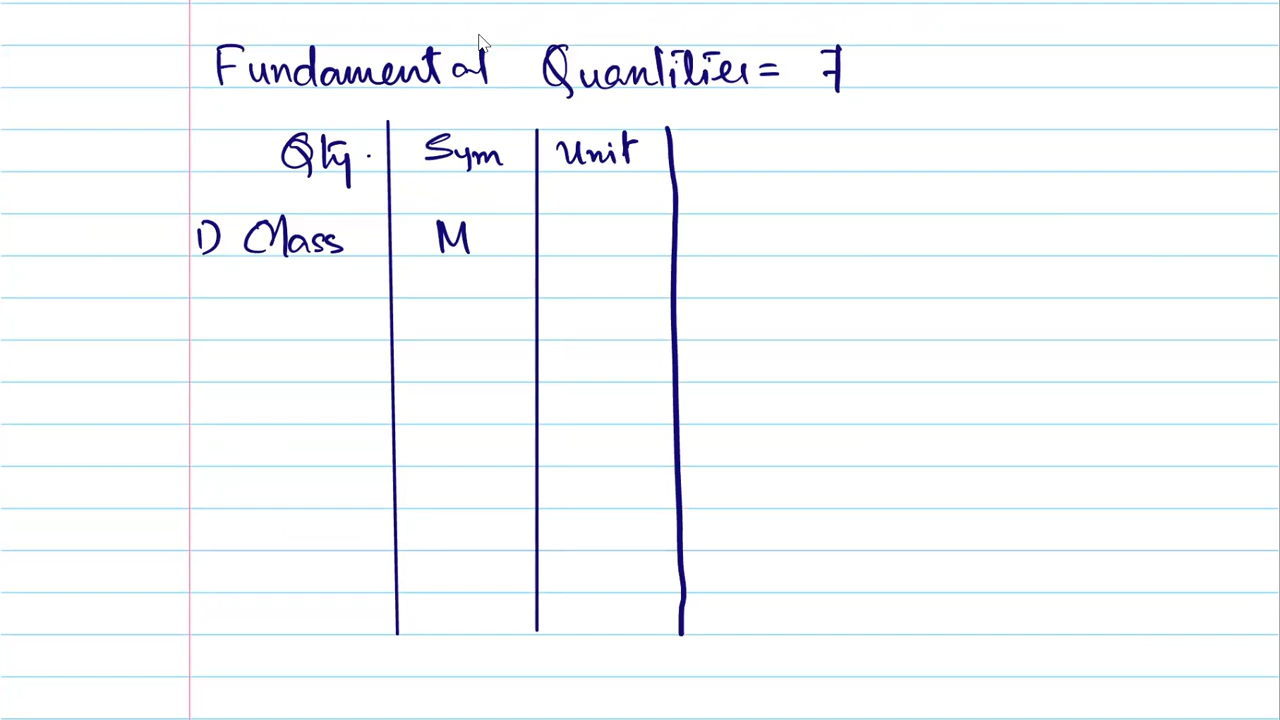 Fundamental Quantities = 7
Qty. Sym Unit
1) Mass M